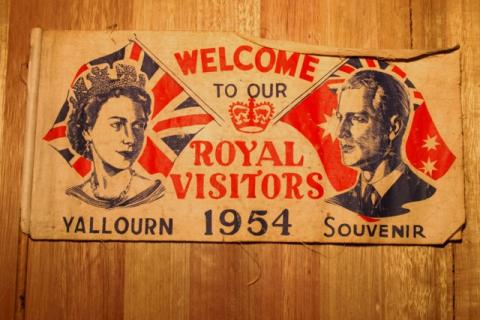 WELCOME
TO OUR
ROYAL
VISITORS
YALLOURN 1954 SOUVENIR